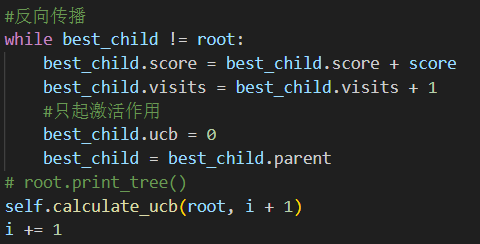 #反向传播
while best_child != root:
    best_child.score = best_child.score + score
    best_child.visits = best_child.visits + 1
    #只起激活作用
    best_child.ucb = 0
    best_child = best_child.parent
# root.print_tree()
self.calculate_ucb(root, i + 1)
i += 1